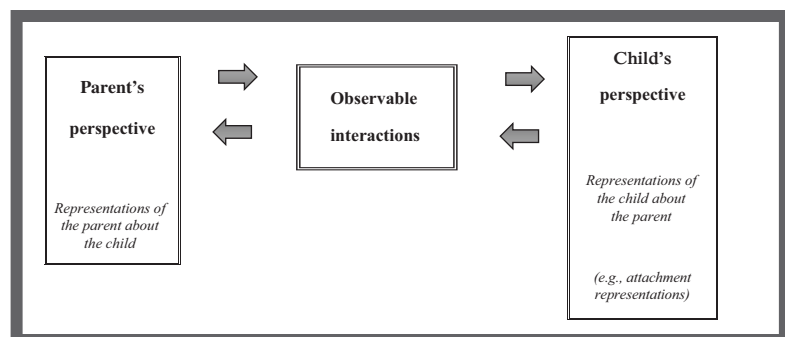 Parent's
perspective
Representations of
the parent about
the child
Observable
interactions
Child's
perspective
Representations of
the child about
the parent
(e.g., attachment
representations)